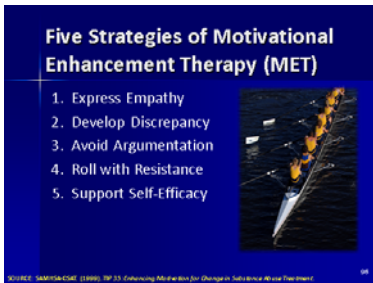 Five Strategies of Motivational
Enhancement Therapy (MET)
1. Express Empathy
2. Develop Discrepancy
3. Avoid Argumentation
4. Roll with Resistance
5. Support Self-Efficacy
98
SOURCE: SAMHSA-CSAT. (1999). TIP 35: Enhancing Motivation for Change in Substance Abuse Treatment.